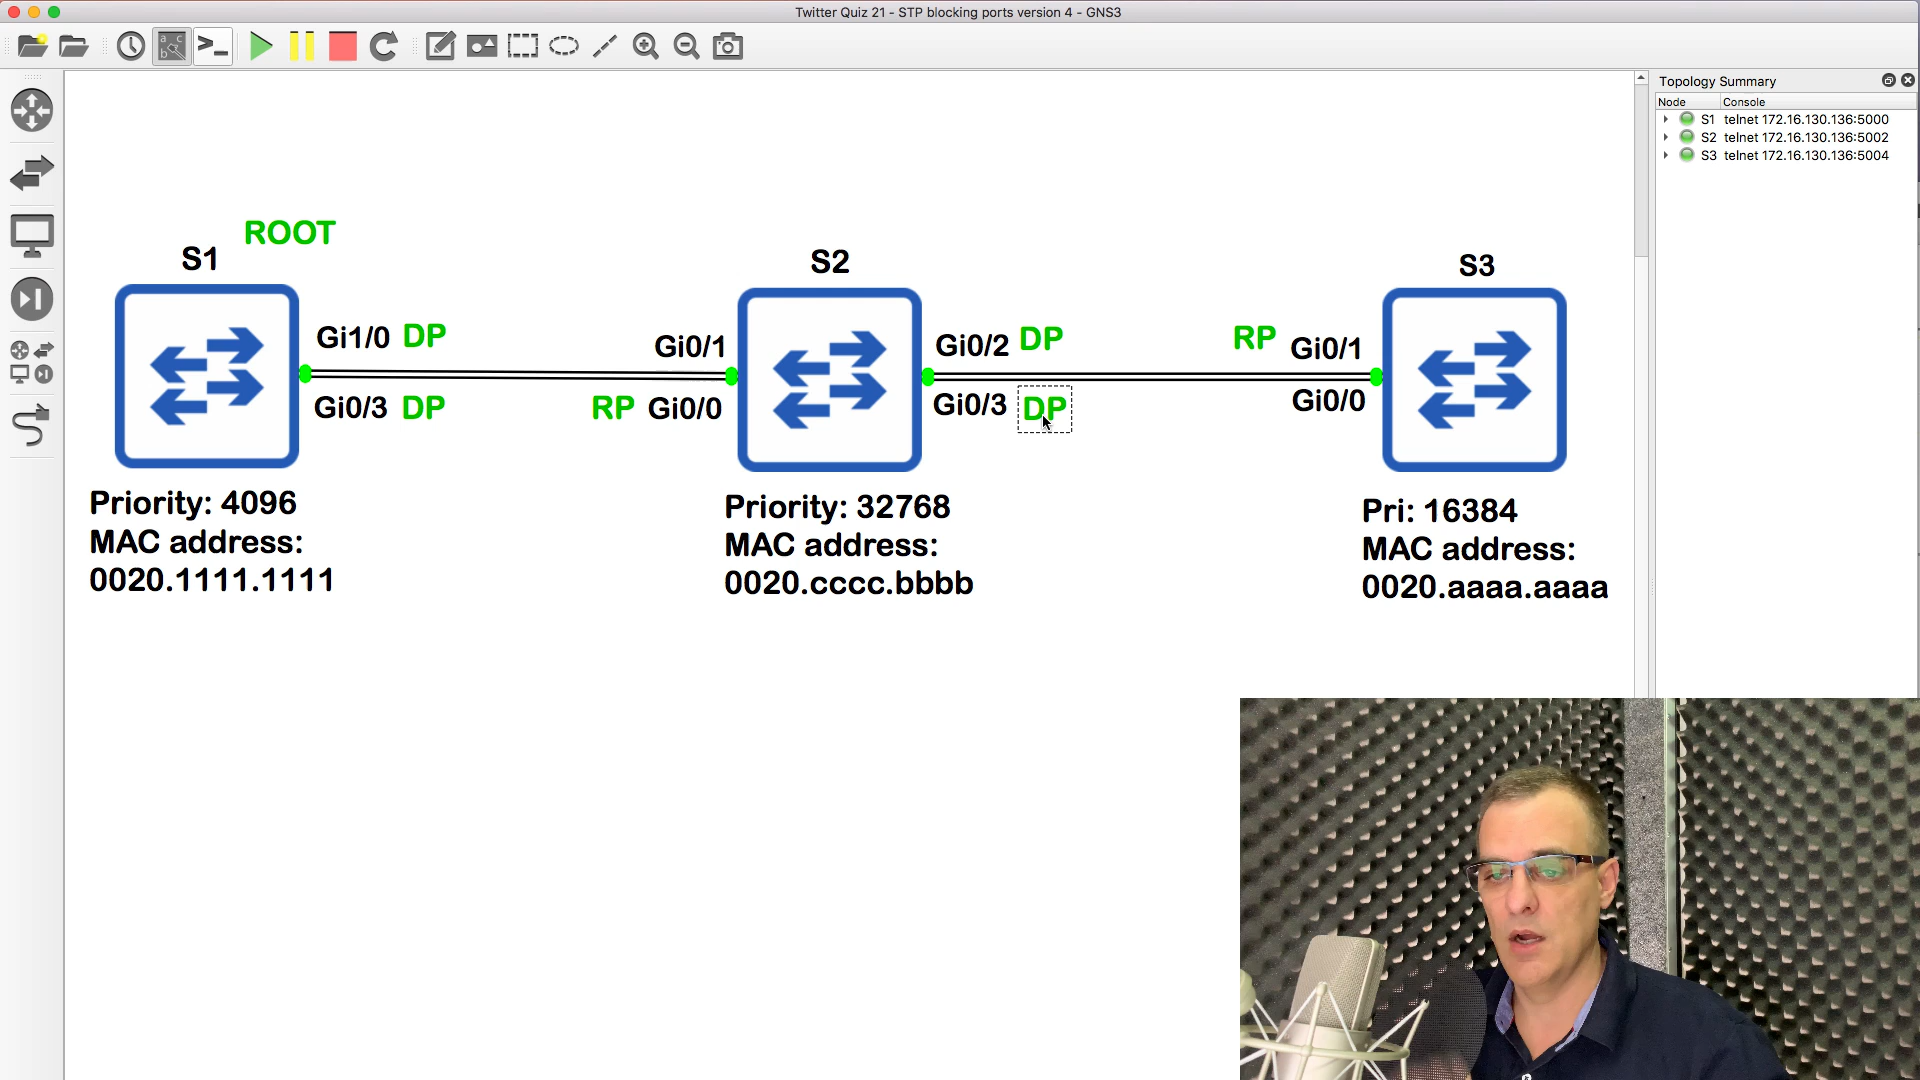 Twitter Quiz 21 - STP blocking ports version 4 - GNS3
Topology Summary
Node Console
S1 telnet 172.16.130.136:5000
S2 telnet 172.16.130.136:5002
S3 telnet 172.16.130.136:5004
ROOT
S1
S2
S3
Gi1/0 DP
Gi0/1
Gi0/2 DP
RP Gi0/1
Gi0/3 DP
RP Gi0/0
Gi0/3 DP
Gi0/0
Priority: 4096
MAC address:
0020.1111.1111
Priority: 32768
MAC address:
0020.cccc.bbbb
Pri: 16384
MAC address:
0020.aaaa.aaaa